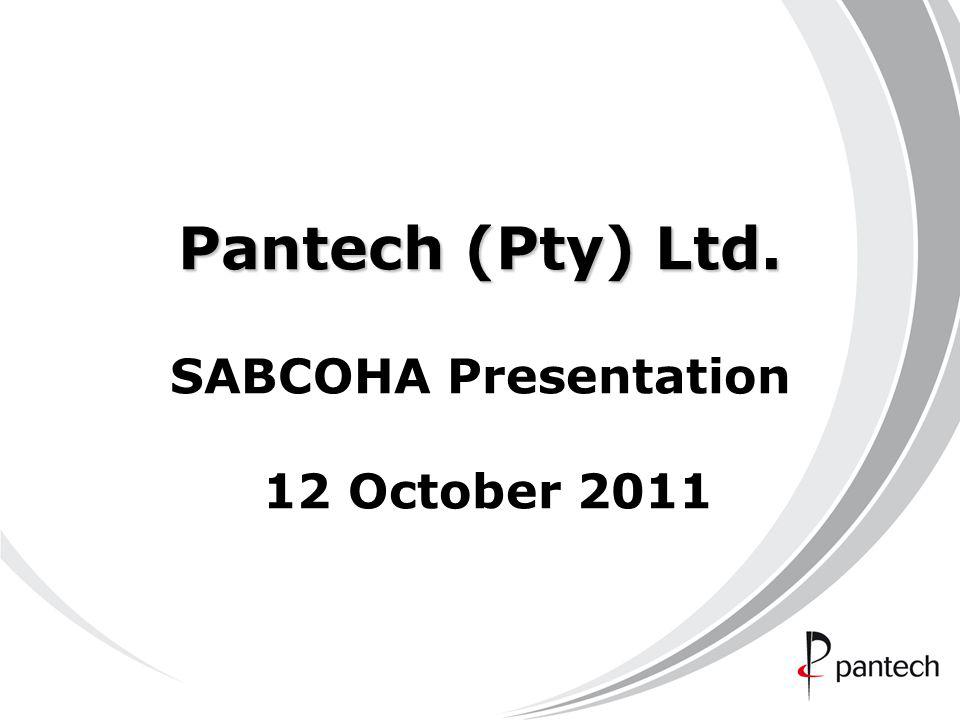 Pantech (Pty) Ltd.
SABCOHA Presentation
12 October 2011
pantech